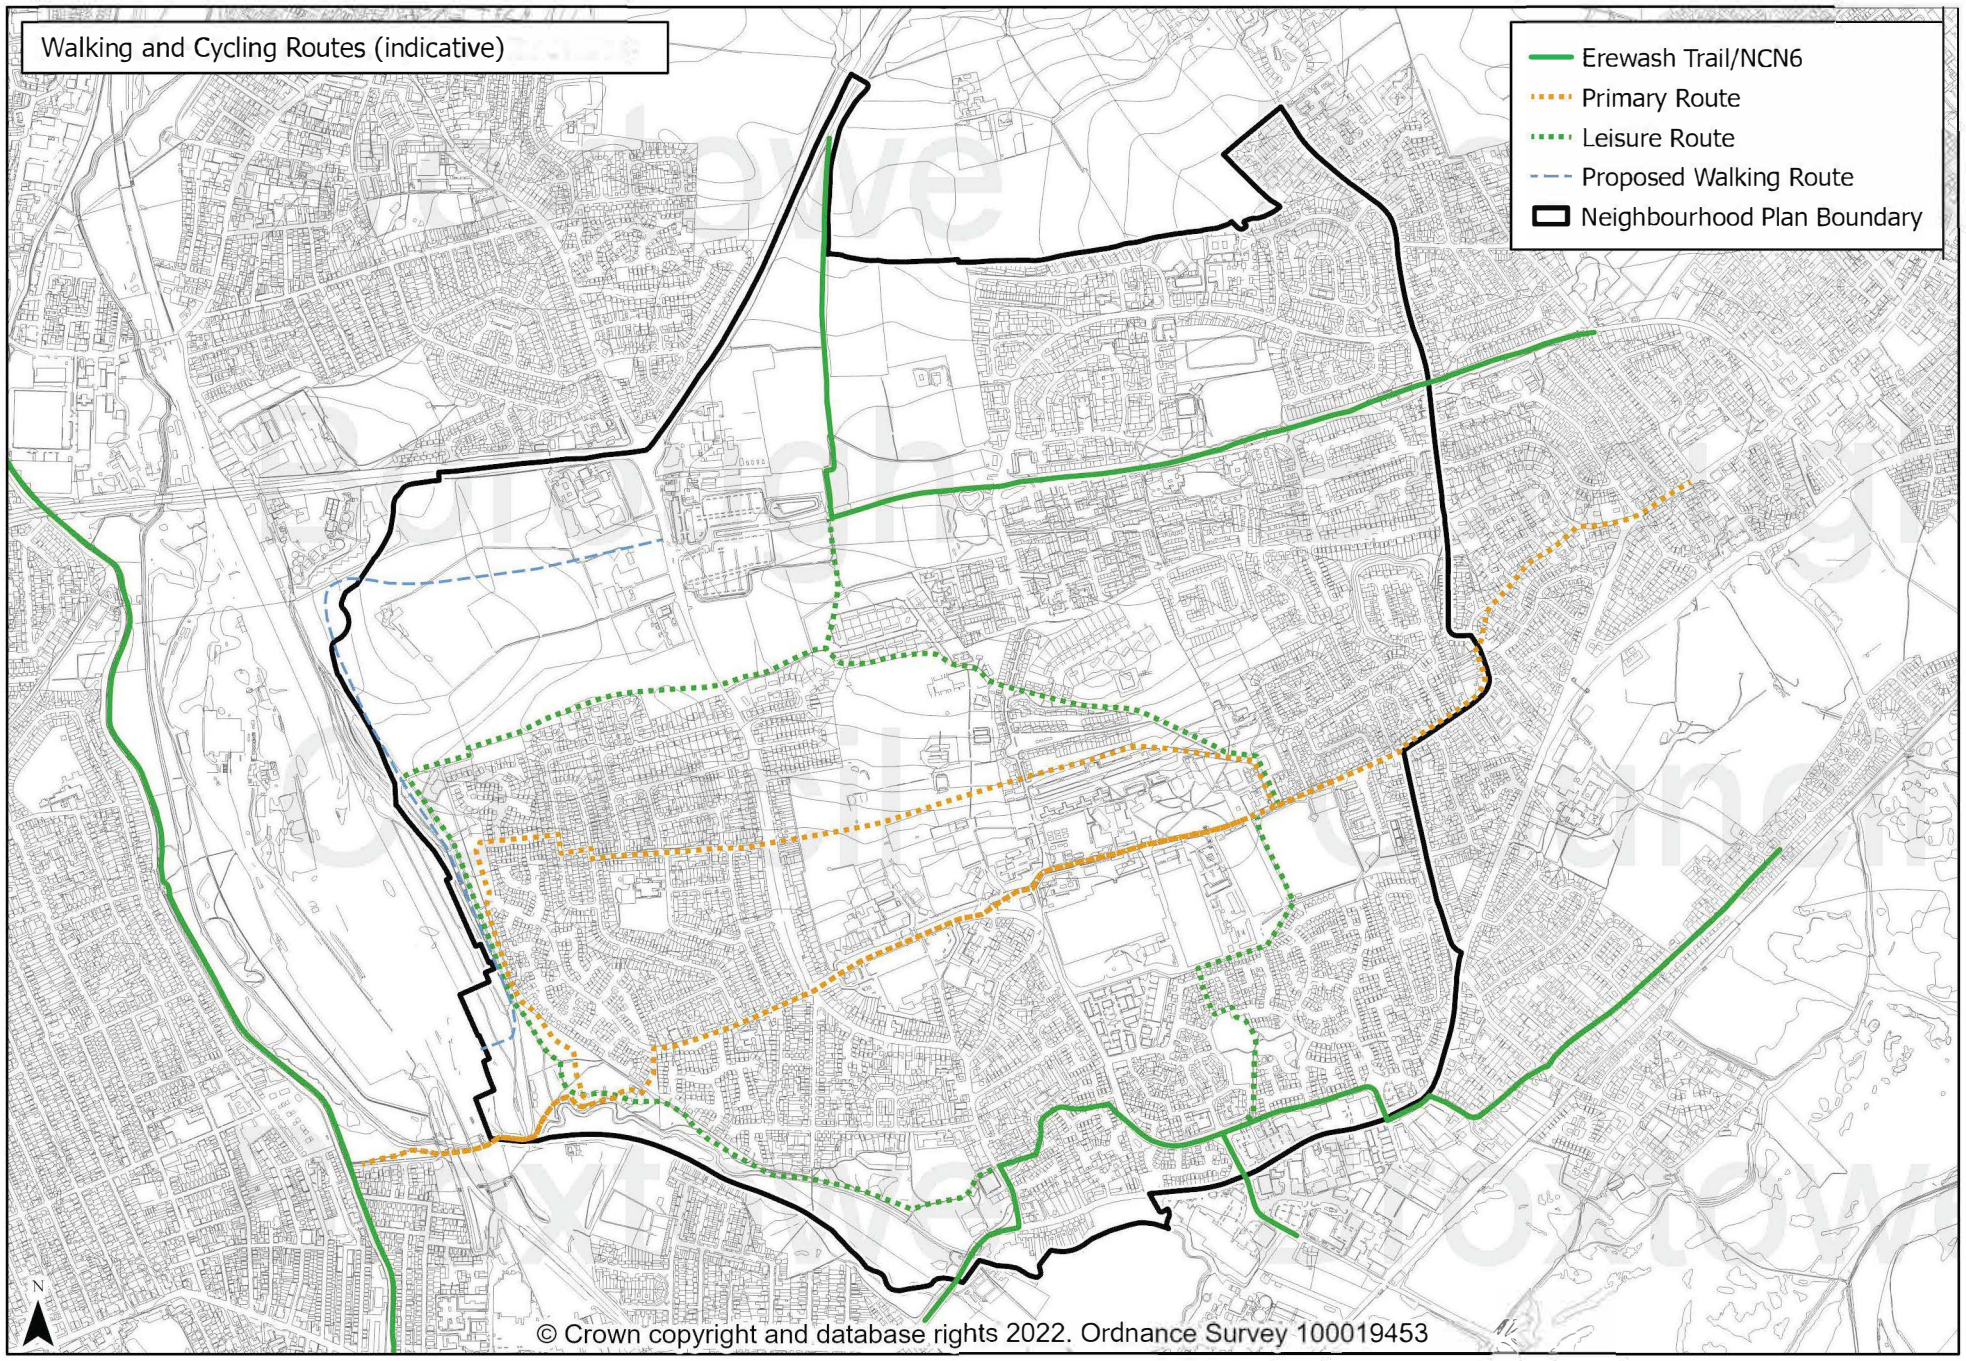 Walking and Cycling Routes (indicative)
Erewash Trail/NCN6
Primary Route
Leisure Route
Proposed Walking Route
Neighbourhood Plan Boundary
N
© Crown copyright and database rights 2022. Ordnance Survey 100019453